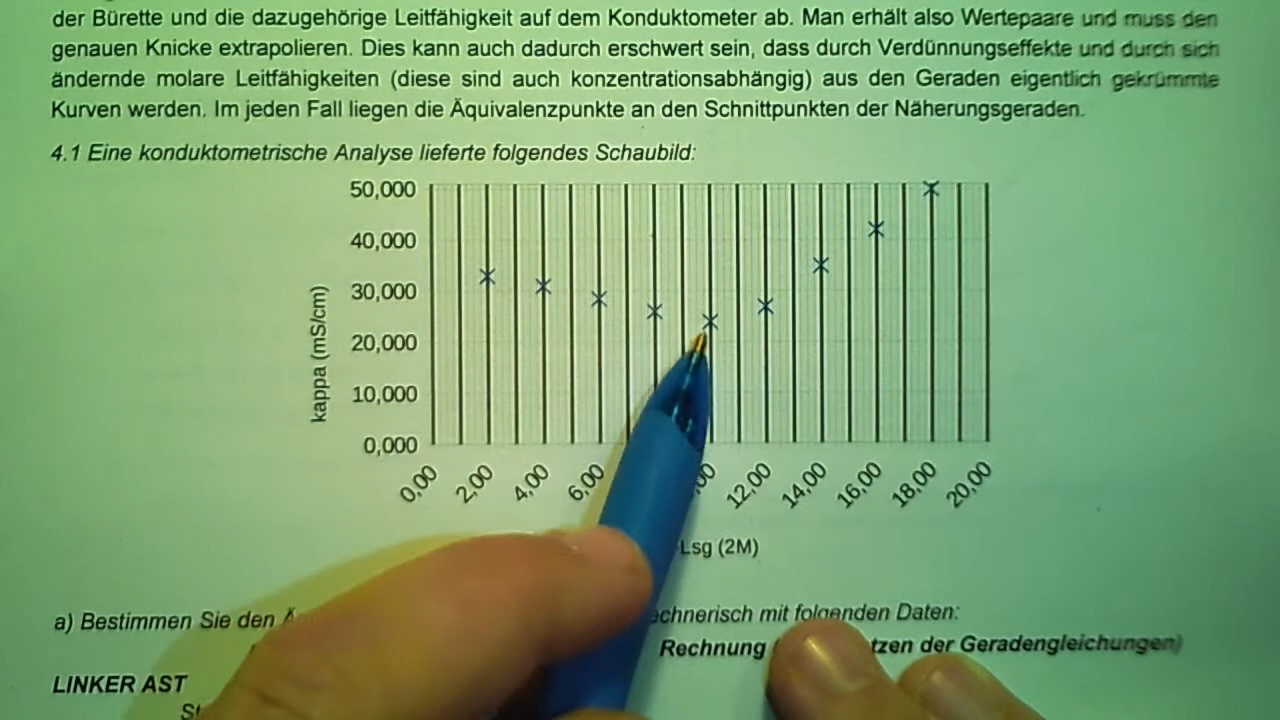 der Bürette und die dazugehörige Leitfähigkeit auf dem Konduktometer ab. Man erhält also Wertepaare und muss den
genauen Knicke extrapolieren. Dies kann auch dadurch erschwert sein, dass durch Verdünnungseffekte und durch sich
ändernde molare Leitfähigkeiten (diese sind auch konzentrationsabhängig) aus den Geraden eigentlich gekrümmte
Kurven werden. Im jeden Fall liegen die Äquivalenzpunkte an den Schnittpunkten der Näherungsgeraden.
4.1 Eine konduktometrische Analyse lieferte folgendes Schaubild:
kappa (mS/cm)
50,000
40,000
30,000
20,000
10,000
0,000
0,00 2,00 4,00 6,00 12,00 14,00 16,00 18,00 20,00
Lsg (2M)
a) Bestimmen Sie den mit folgenden Daten:
Rechnung der Geradengleichungen)
LINKER AST